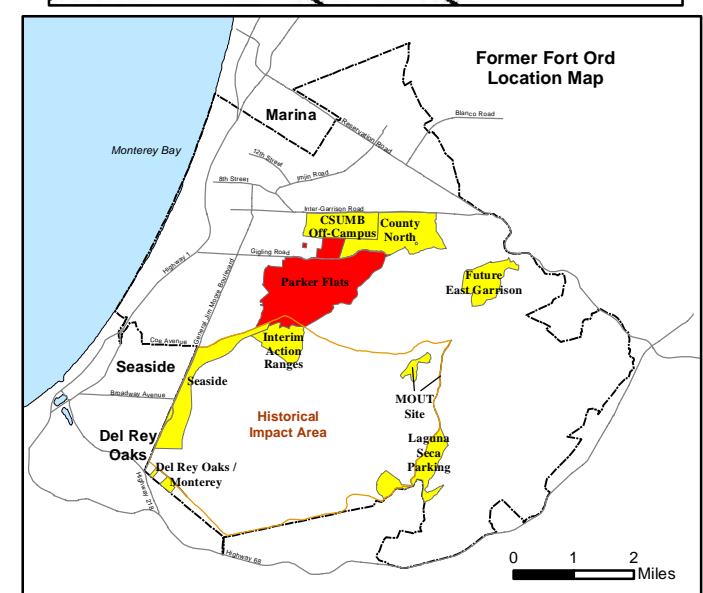 Former Fort Ord
Location Map
Marina
Blanco Road
Reservation Road
Monterey Bay
12th Street
Imjin Road
8th Street
Inter-Garrison Road
CSUMB
Off-Campus
County
North
Gigling Road
Highway 1
General Jim Moore Boulevard
Parker Flats
Future
East Garrison
Coe Avenue
Interim
Action
Ranges
Seaside
Seaside
Broadway Avenue
MOUT
Site
Historical
Impact Area
Del Rey
Oaks
Laguna
Seca
Parking
Del Rey Oaks /
Monterey
Highway 218
Highway 68
0 1 2
Miles